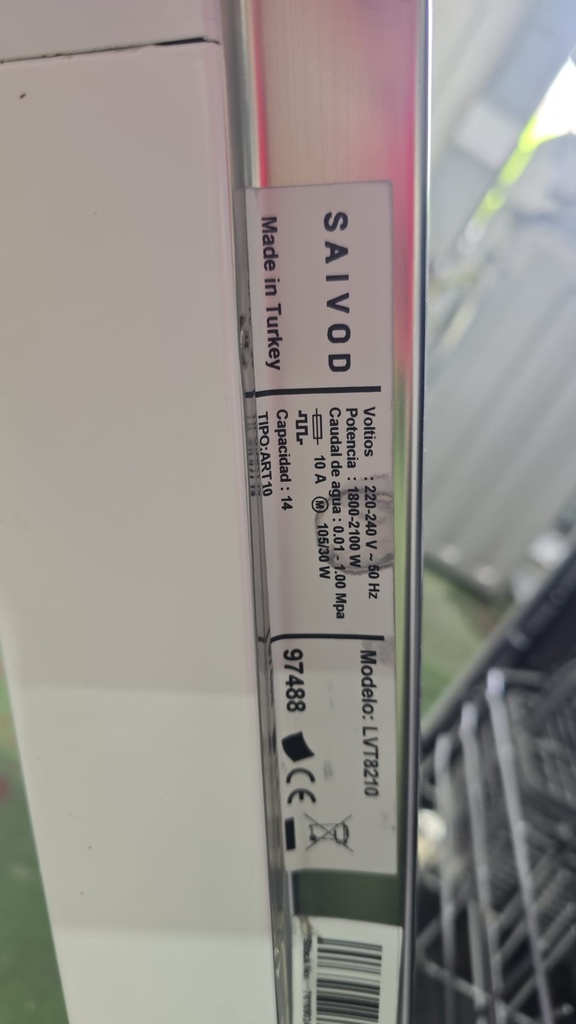 SAIVOD
Made in Turkey
Voltios : 220-240 V ~ 50 Hz
Potencia : 1800-2100 W
Caudal de agua : 0.01 - 1.00 Mpa
10 A M 105/30 W
Capacidad : 14
TIPO:ART10
Modelo: LVT8210
97488 CE